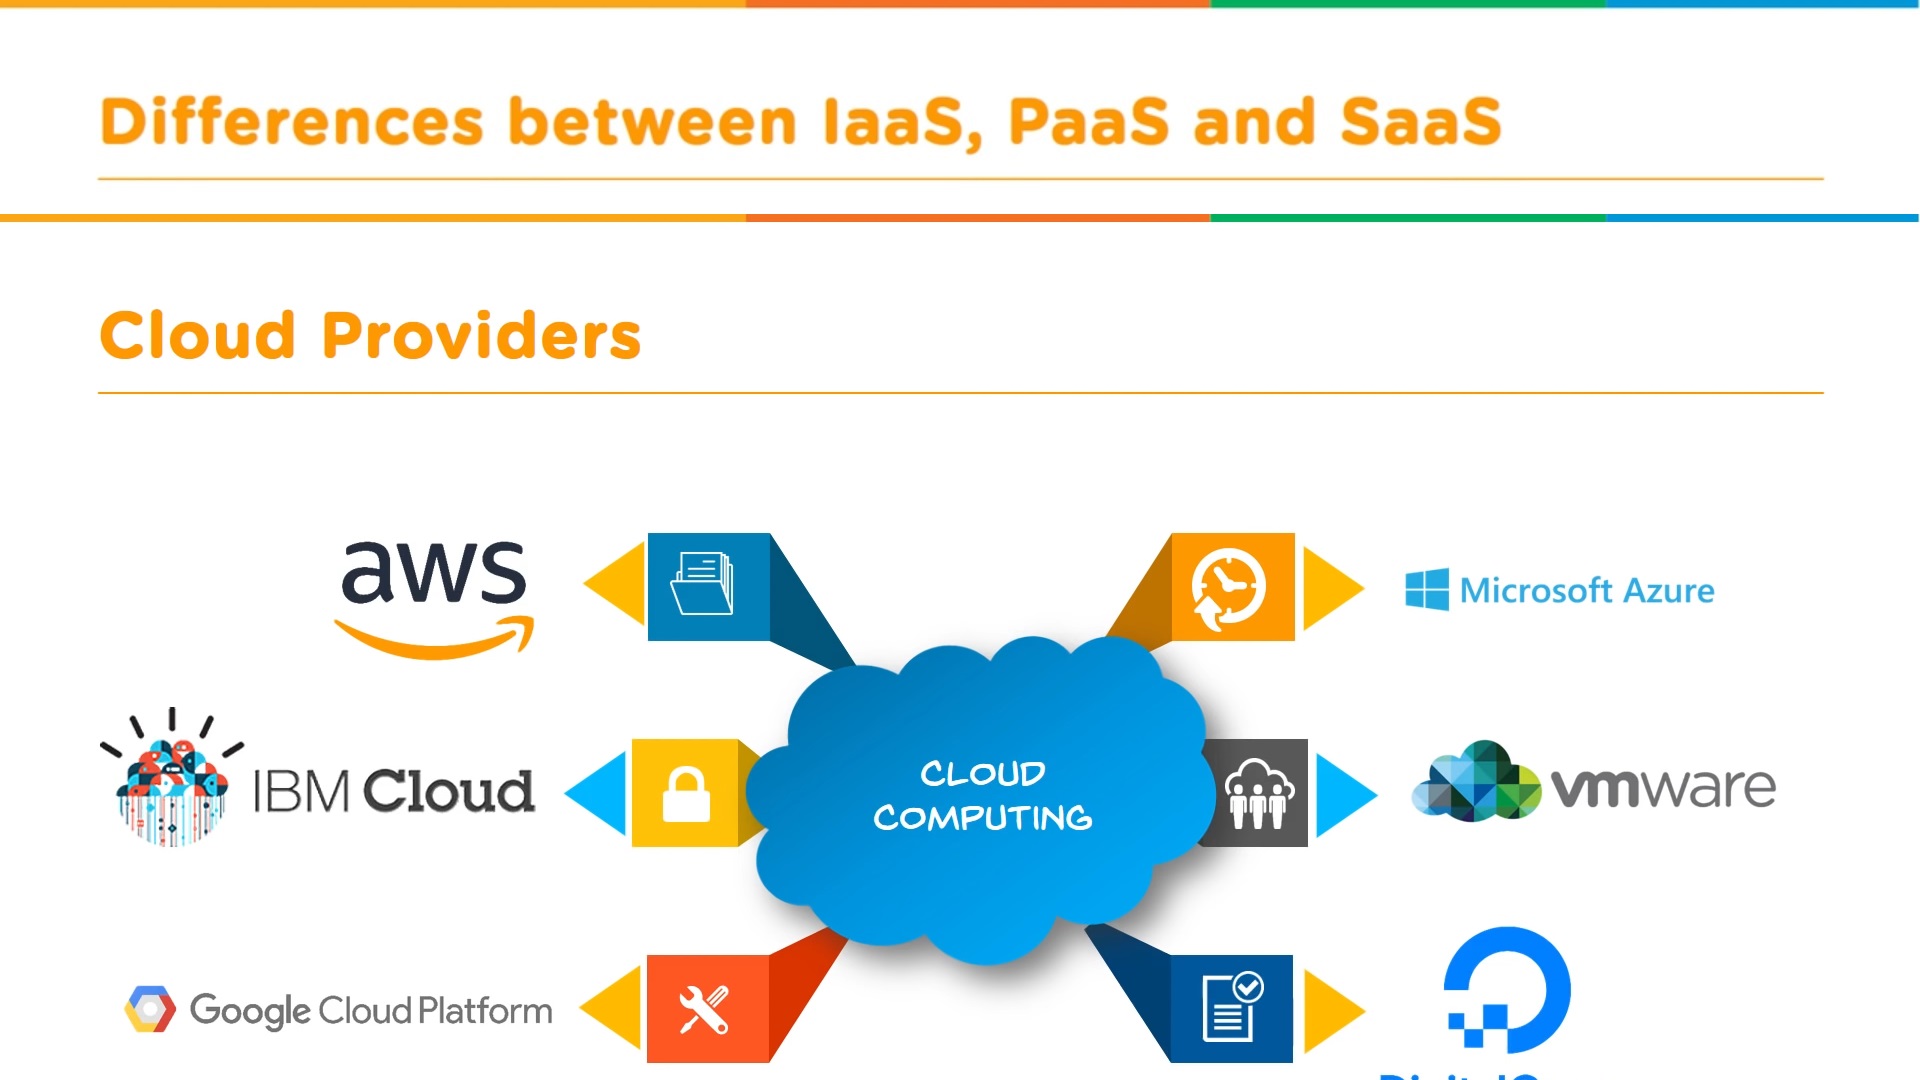 Differences between IaaS, PaaS and SaaS
Cloud Providers
aws
Microsoft Azure
CLOUD
COMPUTING
IBM Cloud
vmware
Google Cloud Platform